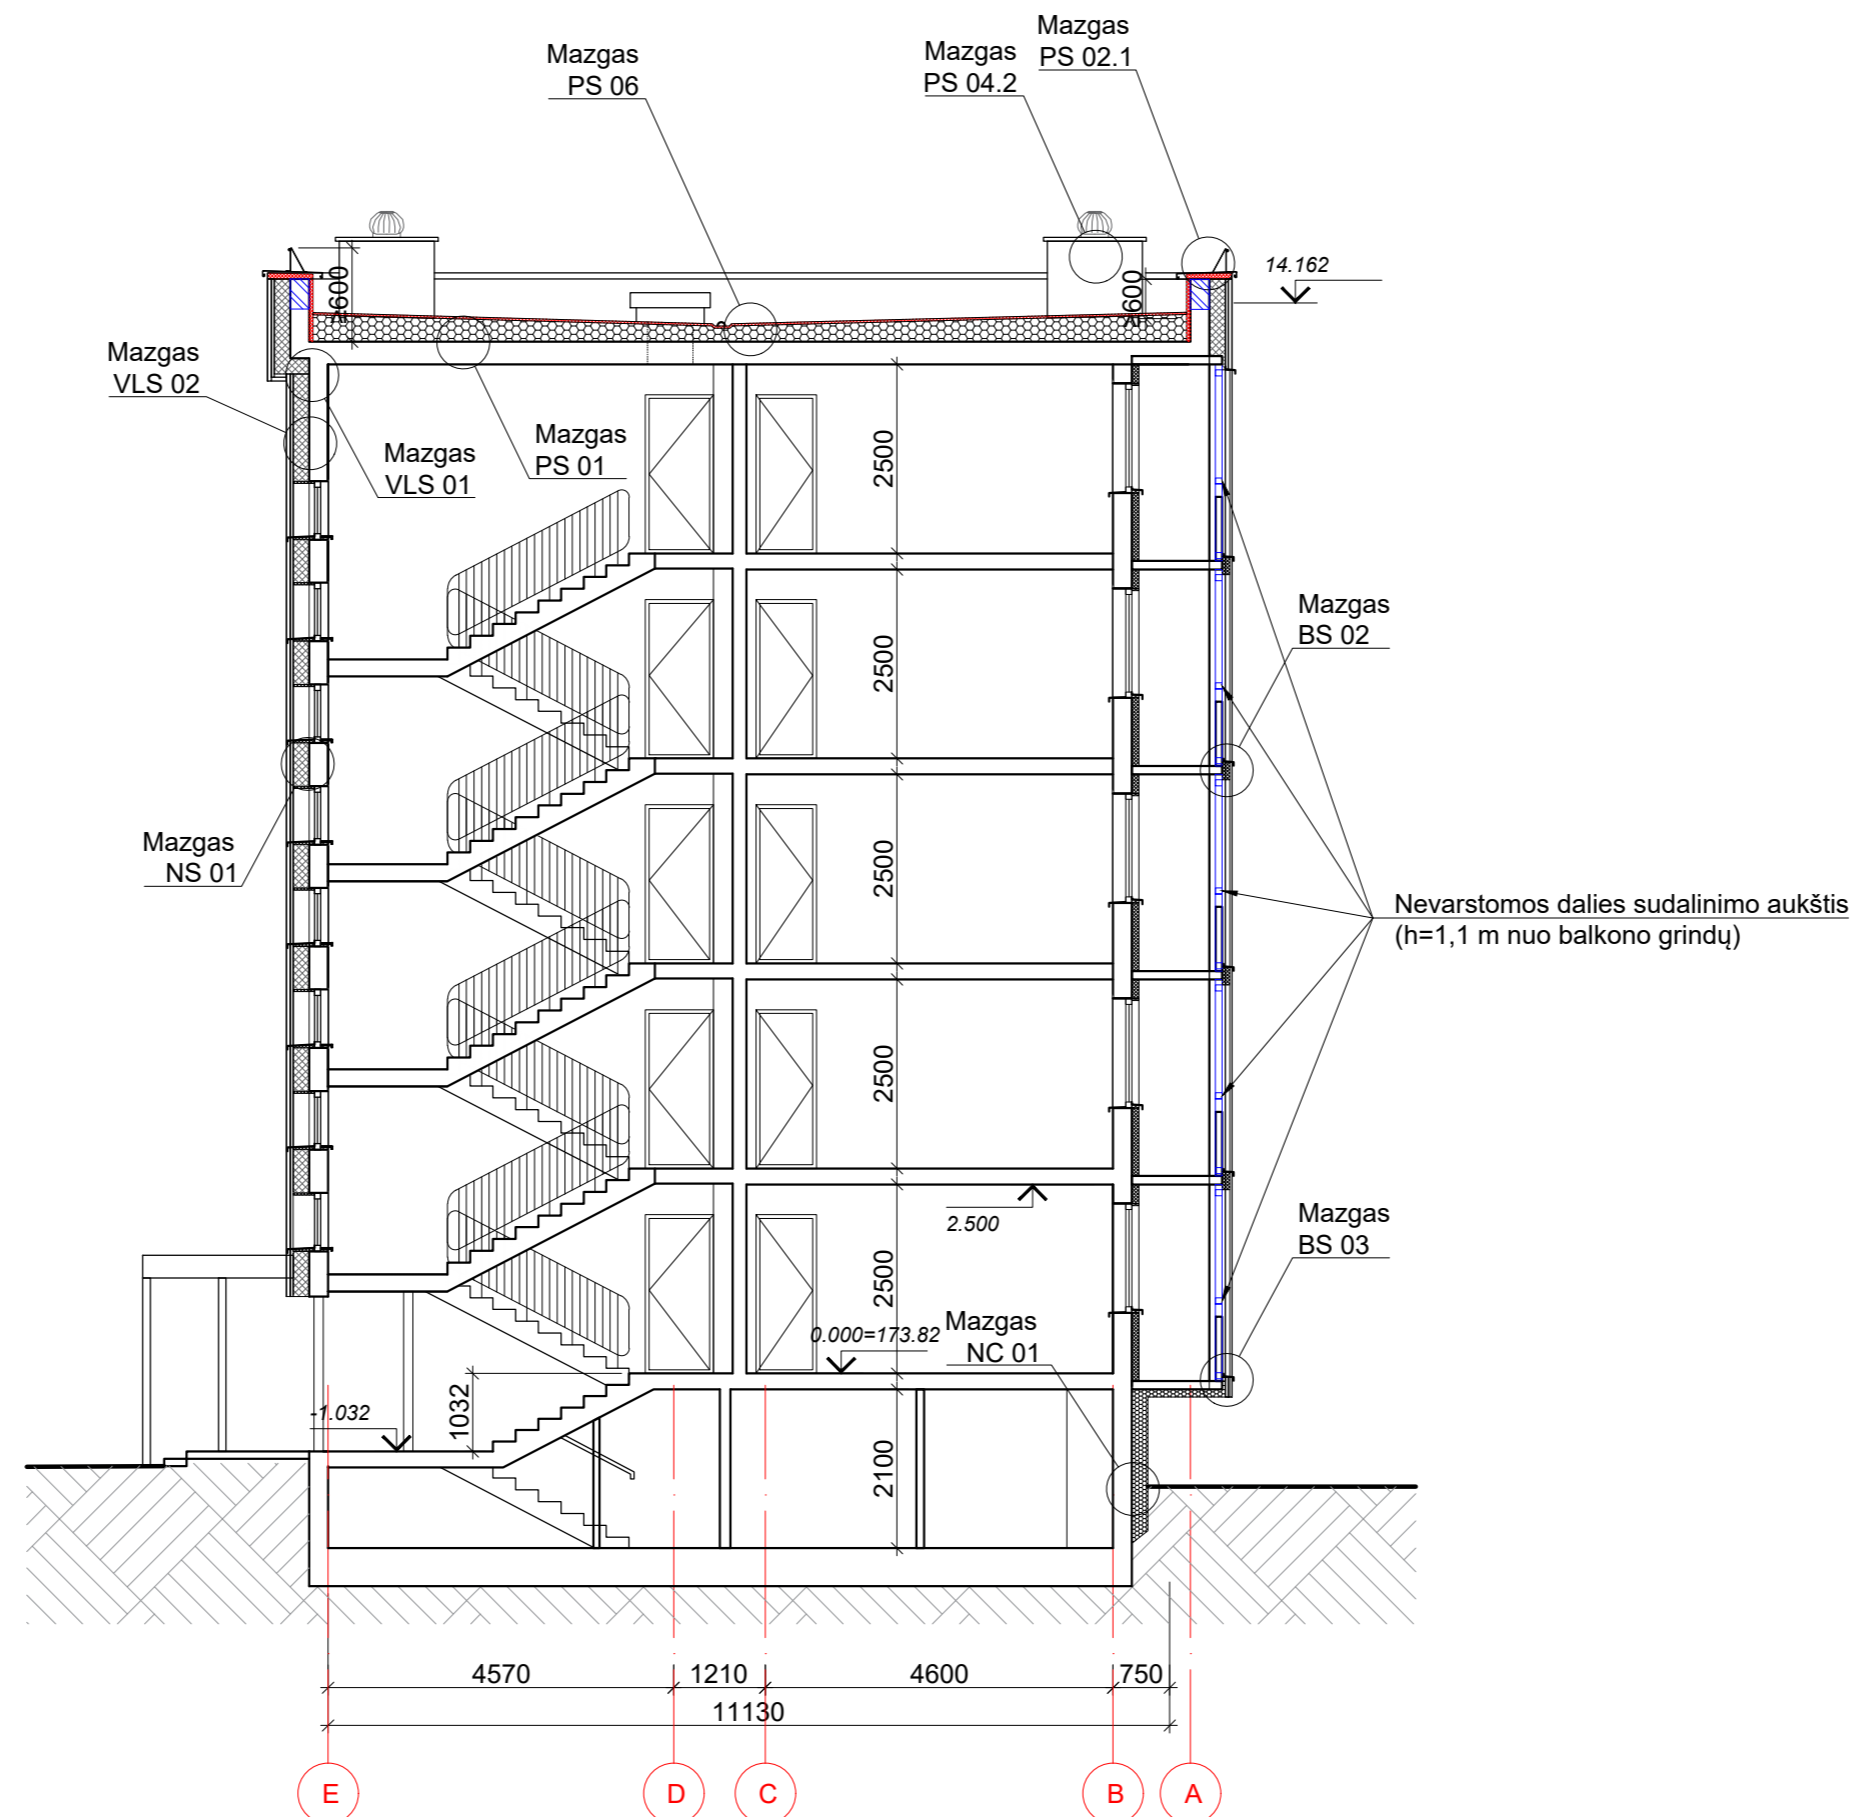 Mazgas
PS 02.1
Mazgas
PS 04.2
Mazgas
PS 06
14.162
≥600
≥600
Mazgas
VLS 02
Mazgas
VLS 01
Mazgas
PS 01
2500
Mazgas
BS 02
2500
Mazgas
NS 01
2500
Nevarstomos dalies sudalinimo aukštis
(h=1,1 m nuo balkono grindų)
2500
2.500
Mazgas
BS 03
2500
0.000=173.82
Mazgas
NC 01
-1.032
1032
2100
4570
1210
4600
750
11130
E
D
C
B
A